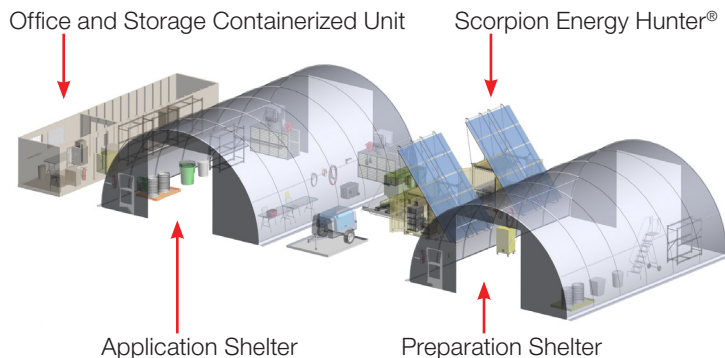 Office and Storage Containerized Unit
Scorpion Energy Hunter®
Application Shelter
Preparation Shelter